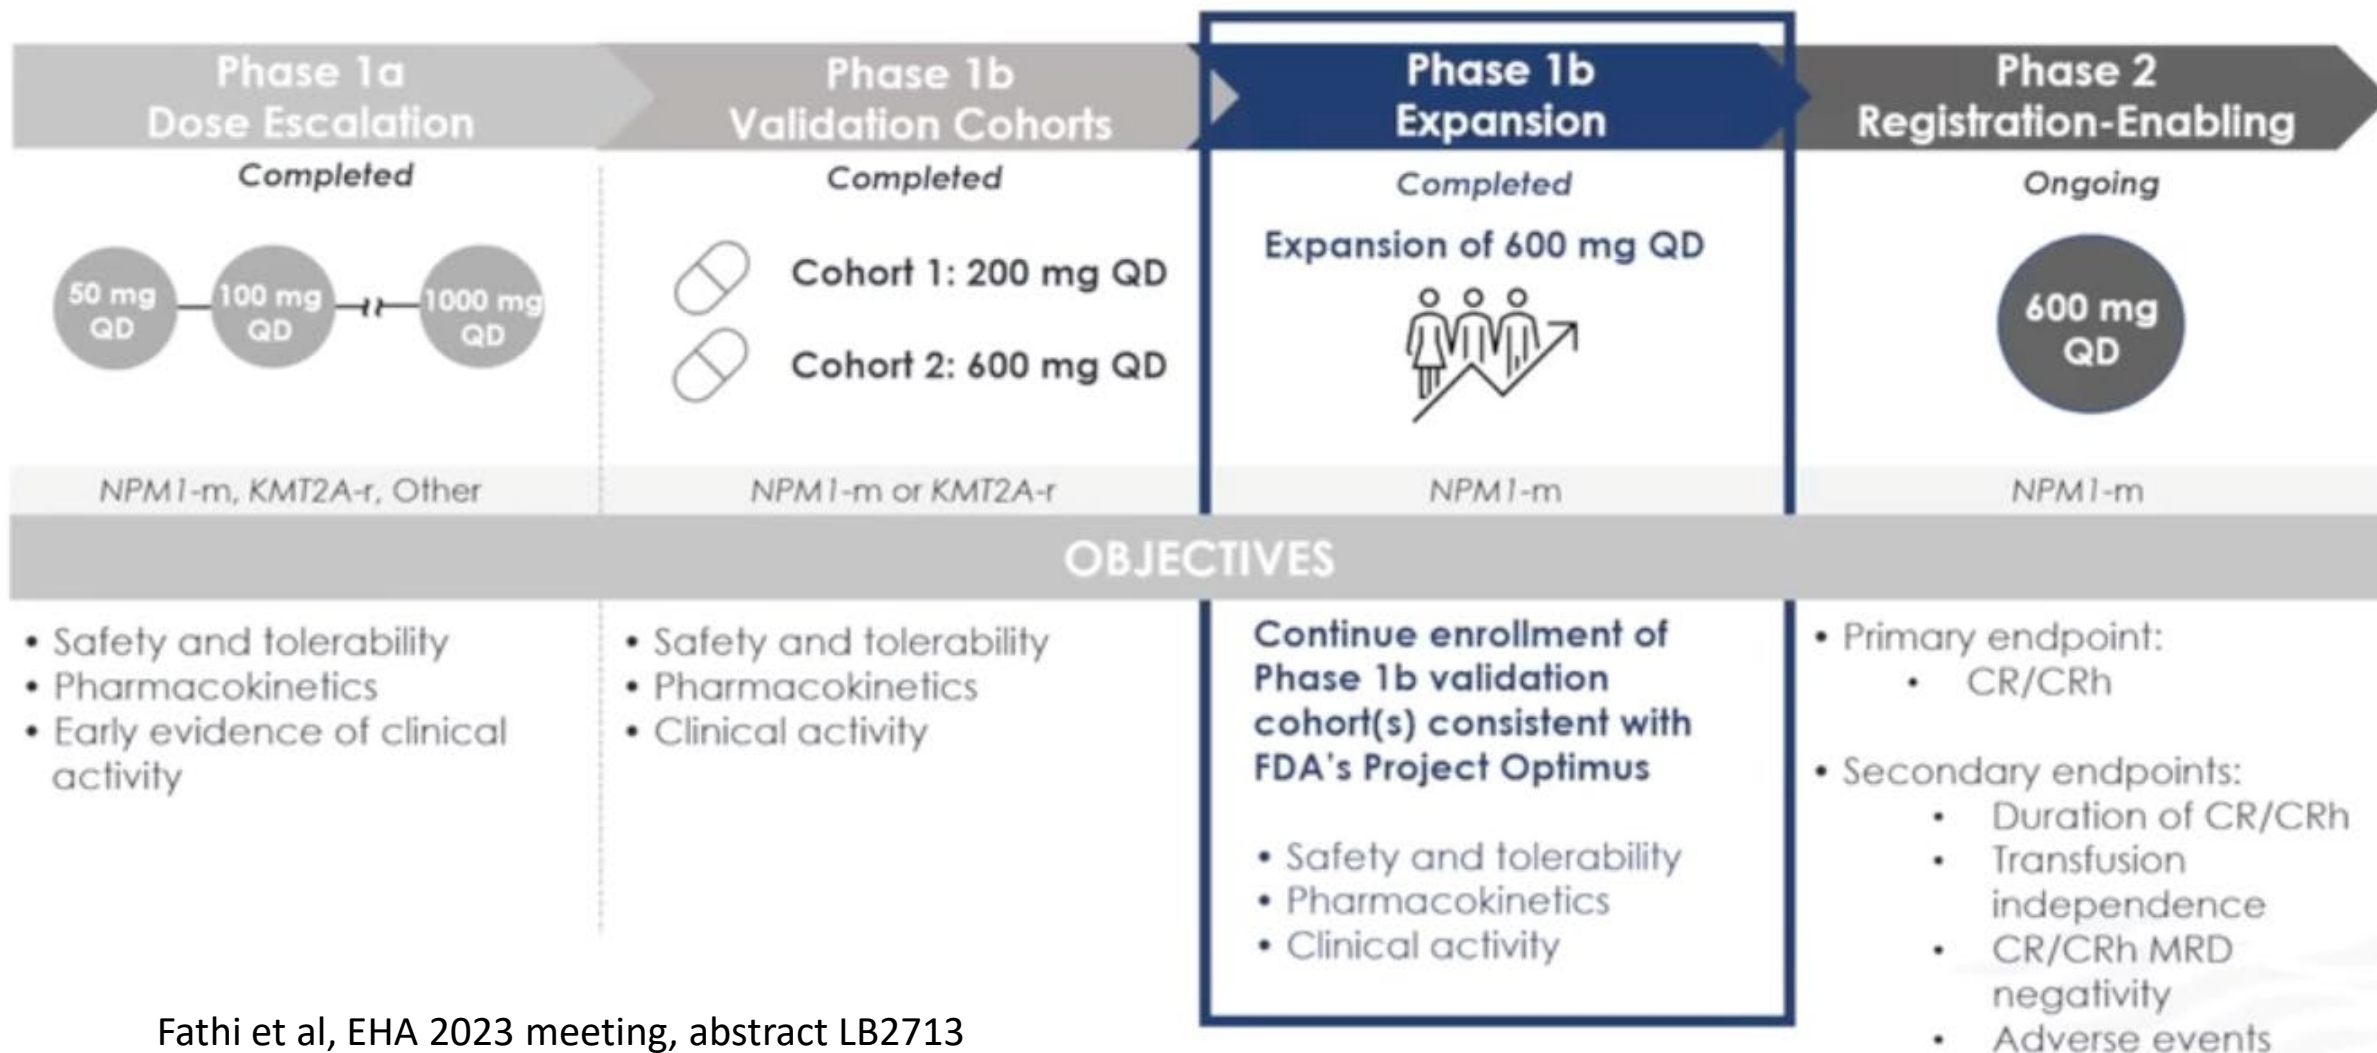 Phase 1a
Dose Escalation
Phase 1b
Validation Cohorts
Phase 1b
Expansion
Phase 2
Registration-Enabling
Completed
Completed
Completed
Ongoing
50 mg
QD
100 mg
QD
1000 mg
QD
Cohort 1: 200 mg QD
Cohort 2: 600 mg QD
Expansion of 600 mg QD
600 mg
QD
NPM1-m, KMT2A-r, Other
NPM1-m or KMT2A-r
NPM1-m
NPM1-m
OBJECTIVES
• Safety and tolerability
• Pharmacokinetics
• Early evidence of clinical
activity
• Safety and tolerability
• Pharmacokinetics
• Clinical activity
Continue enrollment of
Phase 1b validation
cohort(s) consistent with
FDA's Project Optimus
• Safety and tolerability
• Pharmacokinetics
• Clinical activity
• Primary endpoint:
• CR/CRh
• Secondary endpoints:
• Duration of CR/CRh
• Transfusion
independence
• CR/CRh MRD
negativity
• Adverse events
Fathi et al, EHA 2023 meeting, abstract LB2713